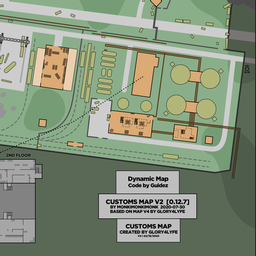 2ND FLOOR
Dynamic Map
Code by Guidez
CUSTOMS MAP V2 [0.12.7]
BY MONKIMONKIMONK 2020-07-30
BASED ON MAP V4 BY GLORY4LYFE
CUSTOMS MAP
CREATED BY GLORY4LYFE